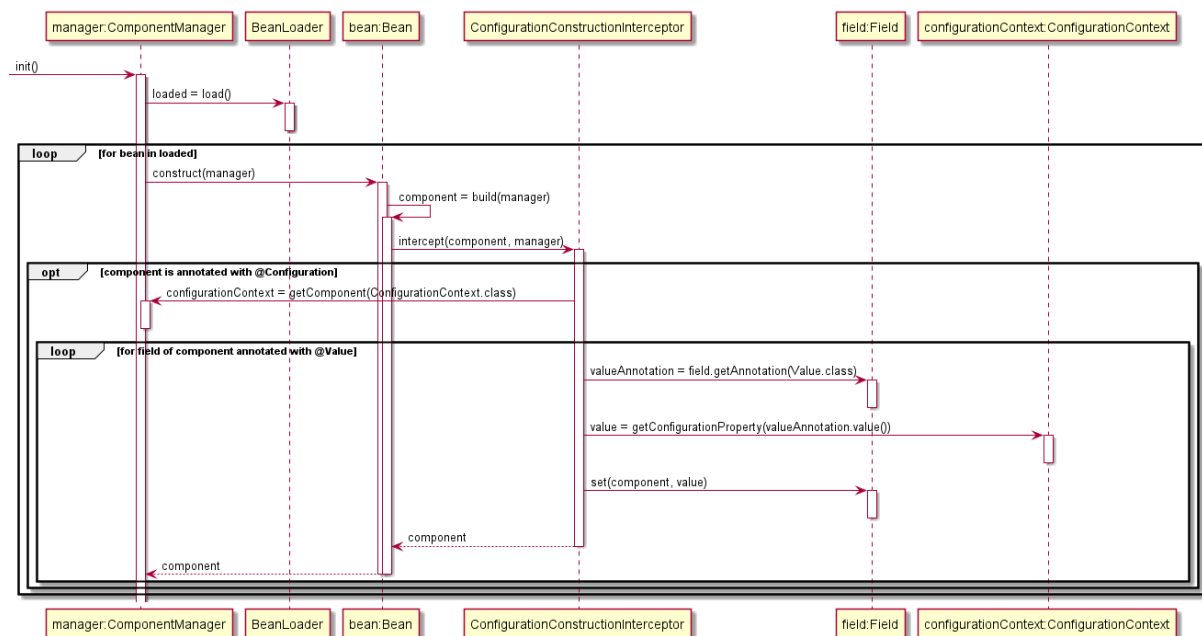 manager:ComponentManager BeanLoader bean:Bean ConfigurationConstructionInterceptor field:Field configurationContext:ConfigurationContext
init()
loaded = load()
loop [for bean in loaded]
construct(manager)
component = build(manager)
intercept(component, manager)
opt [component is annotated with @Configuration]
configurationContext = getComponent(ConfigurationContext.class)
loop [for field of component annotated with @Value]
valueAnnotation = field.getAnnotation(Value.class)
value = getConfigurationProperty(valueAnnotation.value())
set(component, value)
component
component
manager:ComponentManager BeanLoader bean:Bean ConfigurationConstructionInterceptor field:Field configurationContext:ConfigurationContext